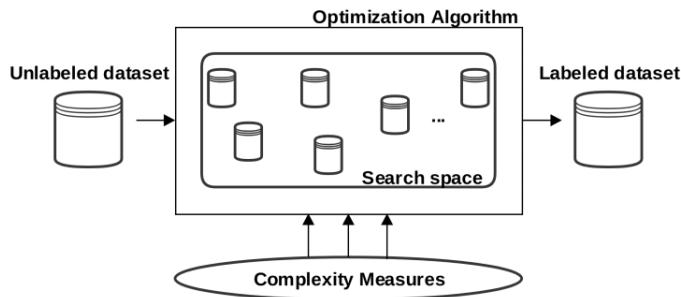 Optimization Algorithm
Unlabeled dataset
Labeled dataset
...
Search space
Complexity Measures